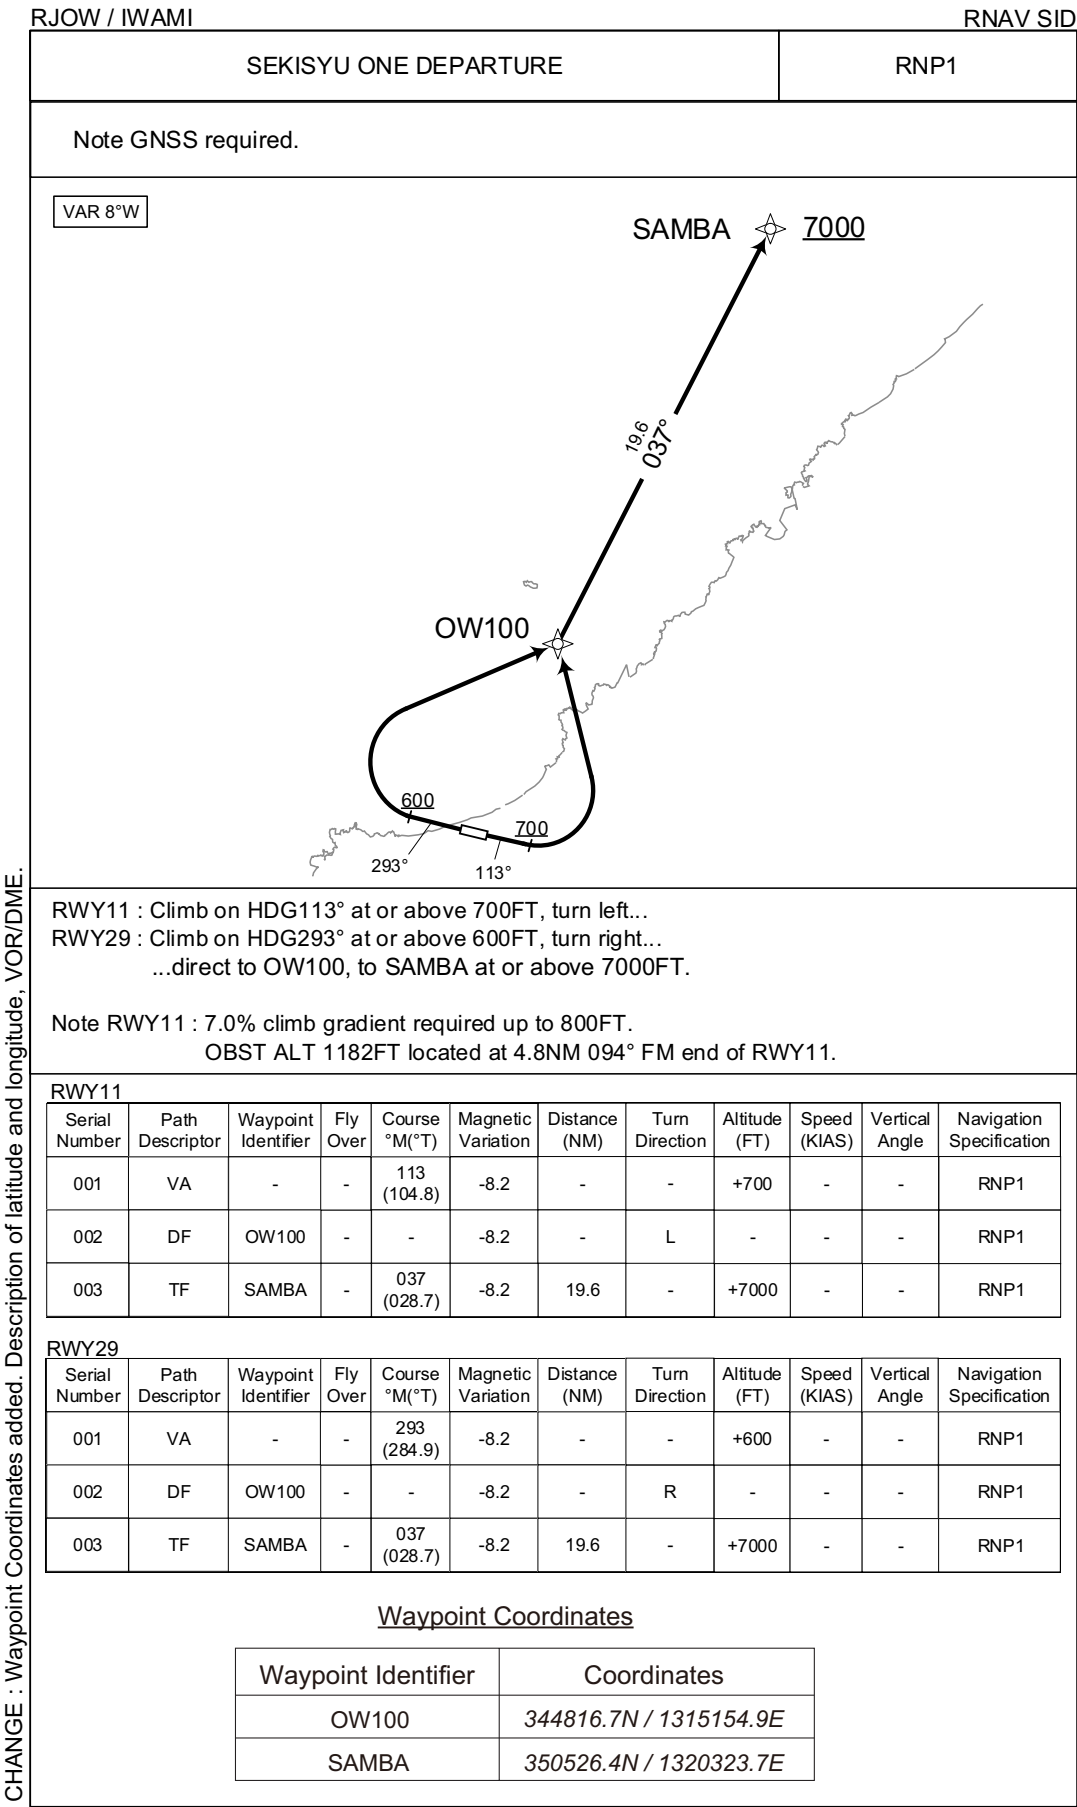 RJOW / IWAMI RNAV SID
SEKISYU ONE DEPARTURE RNP1
Note GNSS required.
VAR 8°W
SAMBA 7000
19.6
037°
OW100
600
700
293°
113°
RWY11 : Climb on HDG113° at or above 700FT, turn left...
RWY29 : Climb on HDG293° at or above 600FT, turn right...
...direct to OW100, to SAMBA at or above 7000FT.
Note RWY11 : 7.0% climb gradient required up to 800FT.
OBST ALT 1182FT located at 4.8NM 094° FM end of RWY11.
RWY11
Serial Path Waypoint Fly Course Magnetic Distance Turn Altitude Speed Vertical Navigation
Number Descriptor Identifier Over °M(°T) Variation (NM) Direction (FT) (KIAS) Angle Specification
001 VA - - 113 (104.8) -8.2 - - +700 - - RNP1
002 DF OW100 - - -8.2 - L - - - RNP1
003 TF SAMBA - 037 (028.7) -8.2 19.6 - +7000 - - RNP1
RWY29
Serial Path Waypoint Fly Course Magnetic Distance Turn Altitude Speed Vertical Navigation
Number Descriptor Identifier Over °M(°T) Variation (NM) Direction (FT) (KIAS) Angle Specification
001 VA - - 293 (284.9) -8.2 - - +600 - - RNP1
002 DF OW100 - - -8.2 - R - - - RNP1
003 TF SAMBA - 037 (028.7) -8.2 19.6 - +7000 - - RNP1
Waypoint Coordinates
Waypoint Identifier Coordinates
OW100 344816.7N / 1315154.9E
SAMBA 350526.4N / 1320323.7E
CHANGE : Waypoint Coordinates added. Description of latitude and longitude, VOR/DME.